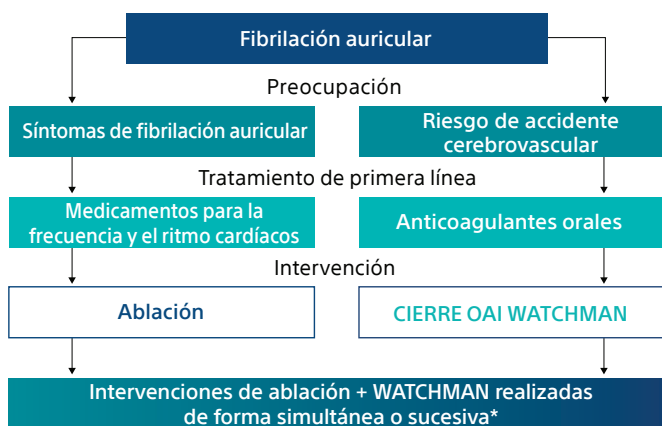 Fibrilación auricular
Preocupación
Síntomas de fibrilación auricular
Riesgo de accidente
cerebrovascular
Tratamiento de primera línea
Medicamentos para la
frecuencia y el ritmo cardíacos
Anticoagulantes orales
Intervención
Ablación
CIERRE OAI WATCHMAN
Intervenciones de ablación + WATCHMAN realizadas
de forma simultánea o sucesiva*